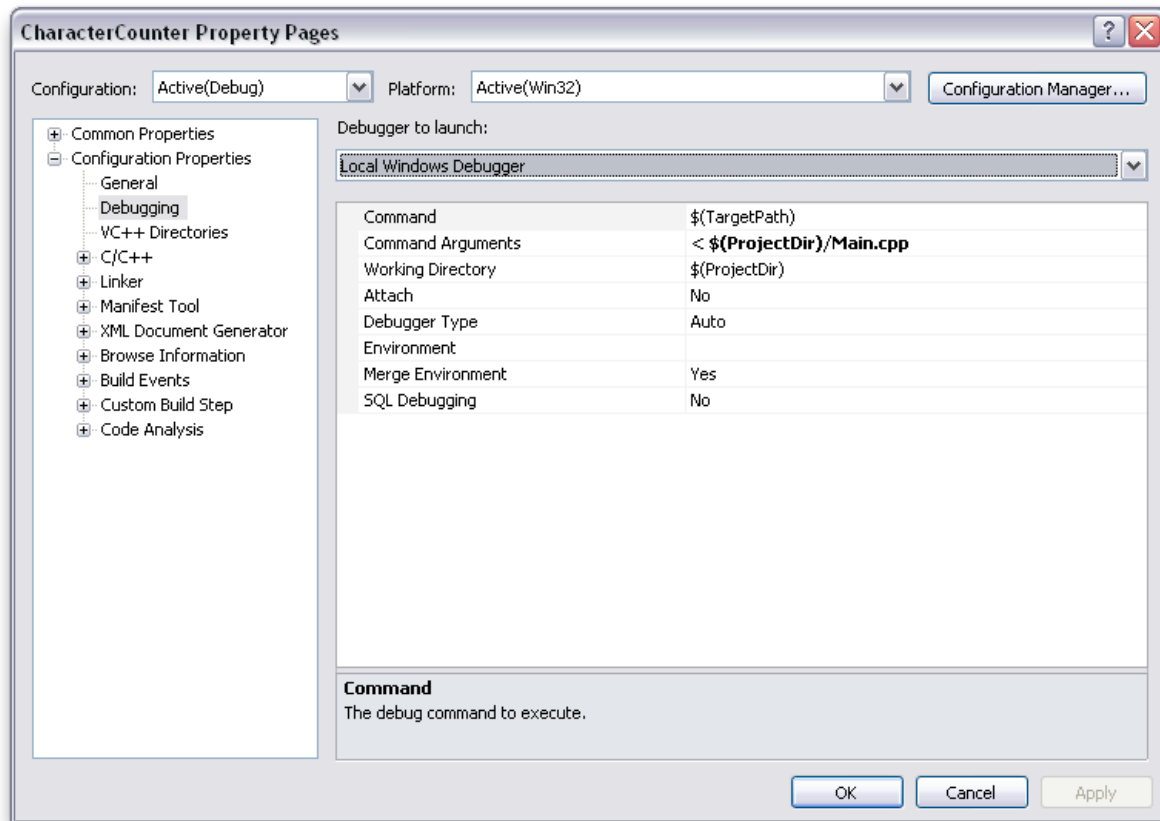 CharacterCounter Property Pages
Configuration: Active(Debug) Platform: Active(Win32) Configuration Manager...
Common Properties
Configuration Properties
General
Debugging
VC++ Directories
C/C++
Linker
Manifest Tool
XML Document Generator
Browse Information
Build Events
Custom Build Step
Code Analysis
Debugger to launch:
Local Windows Debugger
Command $(TargetPath)
Command Arguments < $(ProjectDir)/Main.cpp
Working Directory $(ProjectDir)
Attach No
Debugger Type Auto
Environment
Merge Environment Yes
SQL Debugging No
Command
The debug command to execute.
OK Cancel Apply